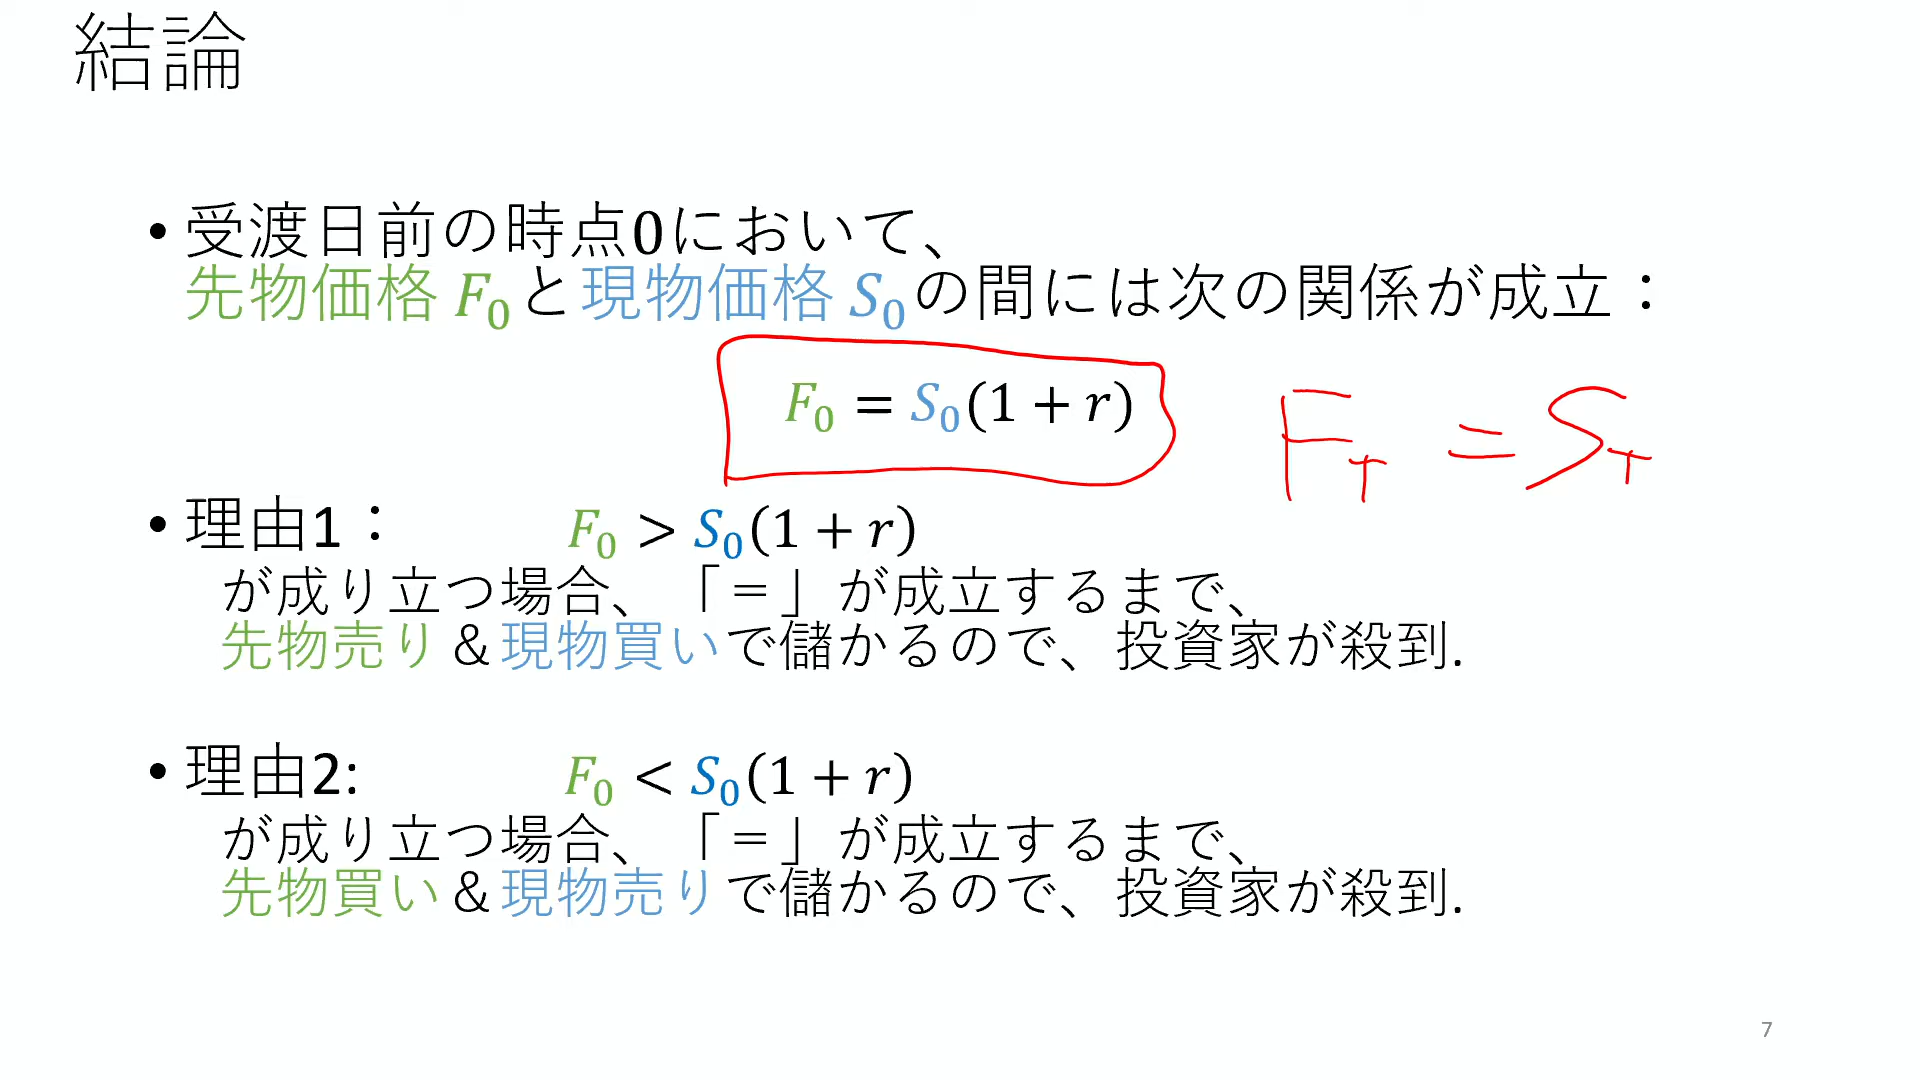 結論
• 受渡日前の時点0において、
先物価格 F₀と現物価格 S₀の間には次の関係が成立：
F₀ = S₀(1 + r)
F_T = S_T
• 理由1： F₀ > S₀(1 + r)
が成り立つ場合、「＝」が成立するまで、
先物売り＆現物買いで儲かるので、投資家が殺到.
• 理由2: F₀ < S₀(1 + r)
が成り立つ場合、「＝」が成立するまで、
先物買い＆現物売りで儲かるので、投資家が殺到.
7